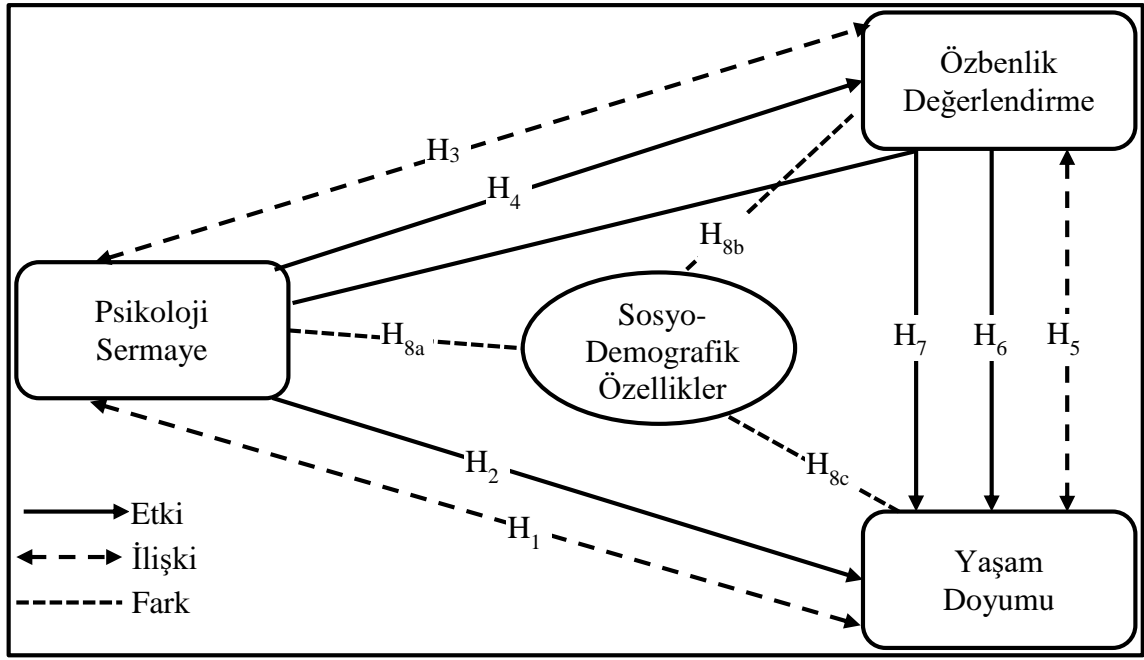 Özbenlik
Değerlendirme
H3
H4
H8b
Psikoloji
Sermaye
Sosyo-
Demografik
Özellikler
H8a
H7
H6
H5
H2
H8c
H1
Etki
İlişki
Fark
Yaşam
Doyumu